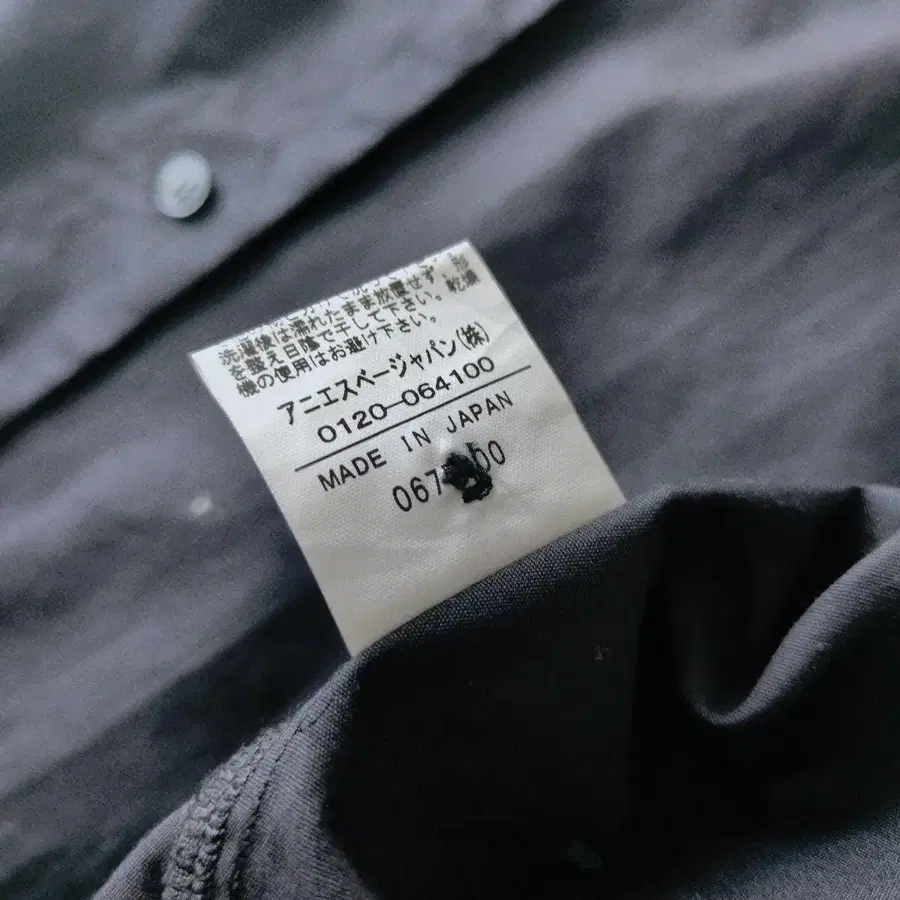 洗濯後は濡れたまま放置せず
を整え日陰で干して下さい。
機の使用はお避け下さい。
乾燥
アニエスベージャパン(株)
0120-064100
MADE IN JAPAN
067 00